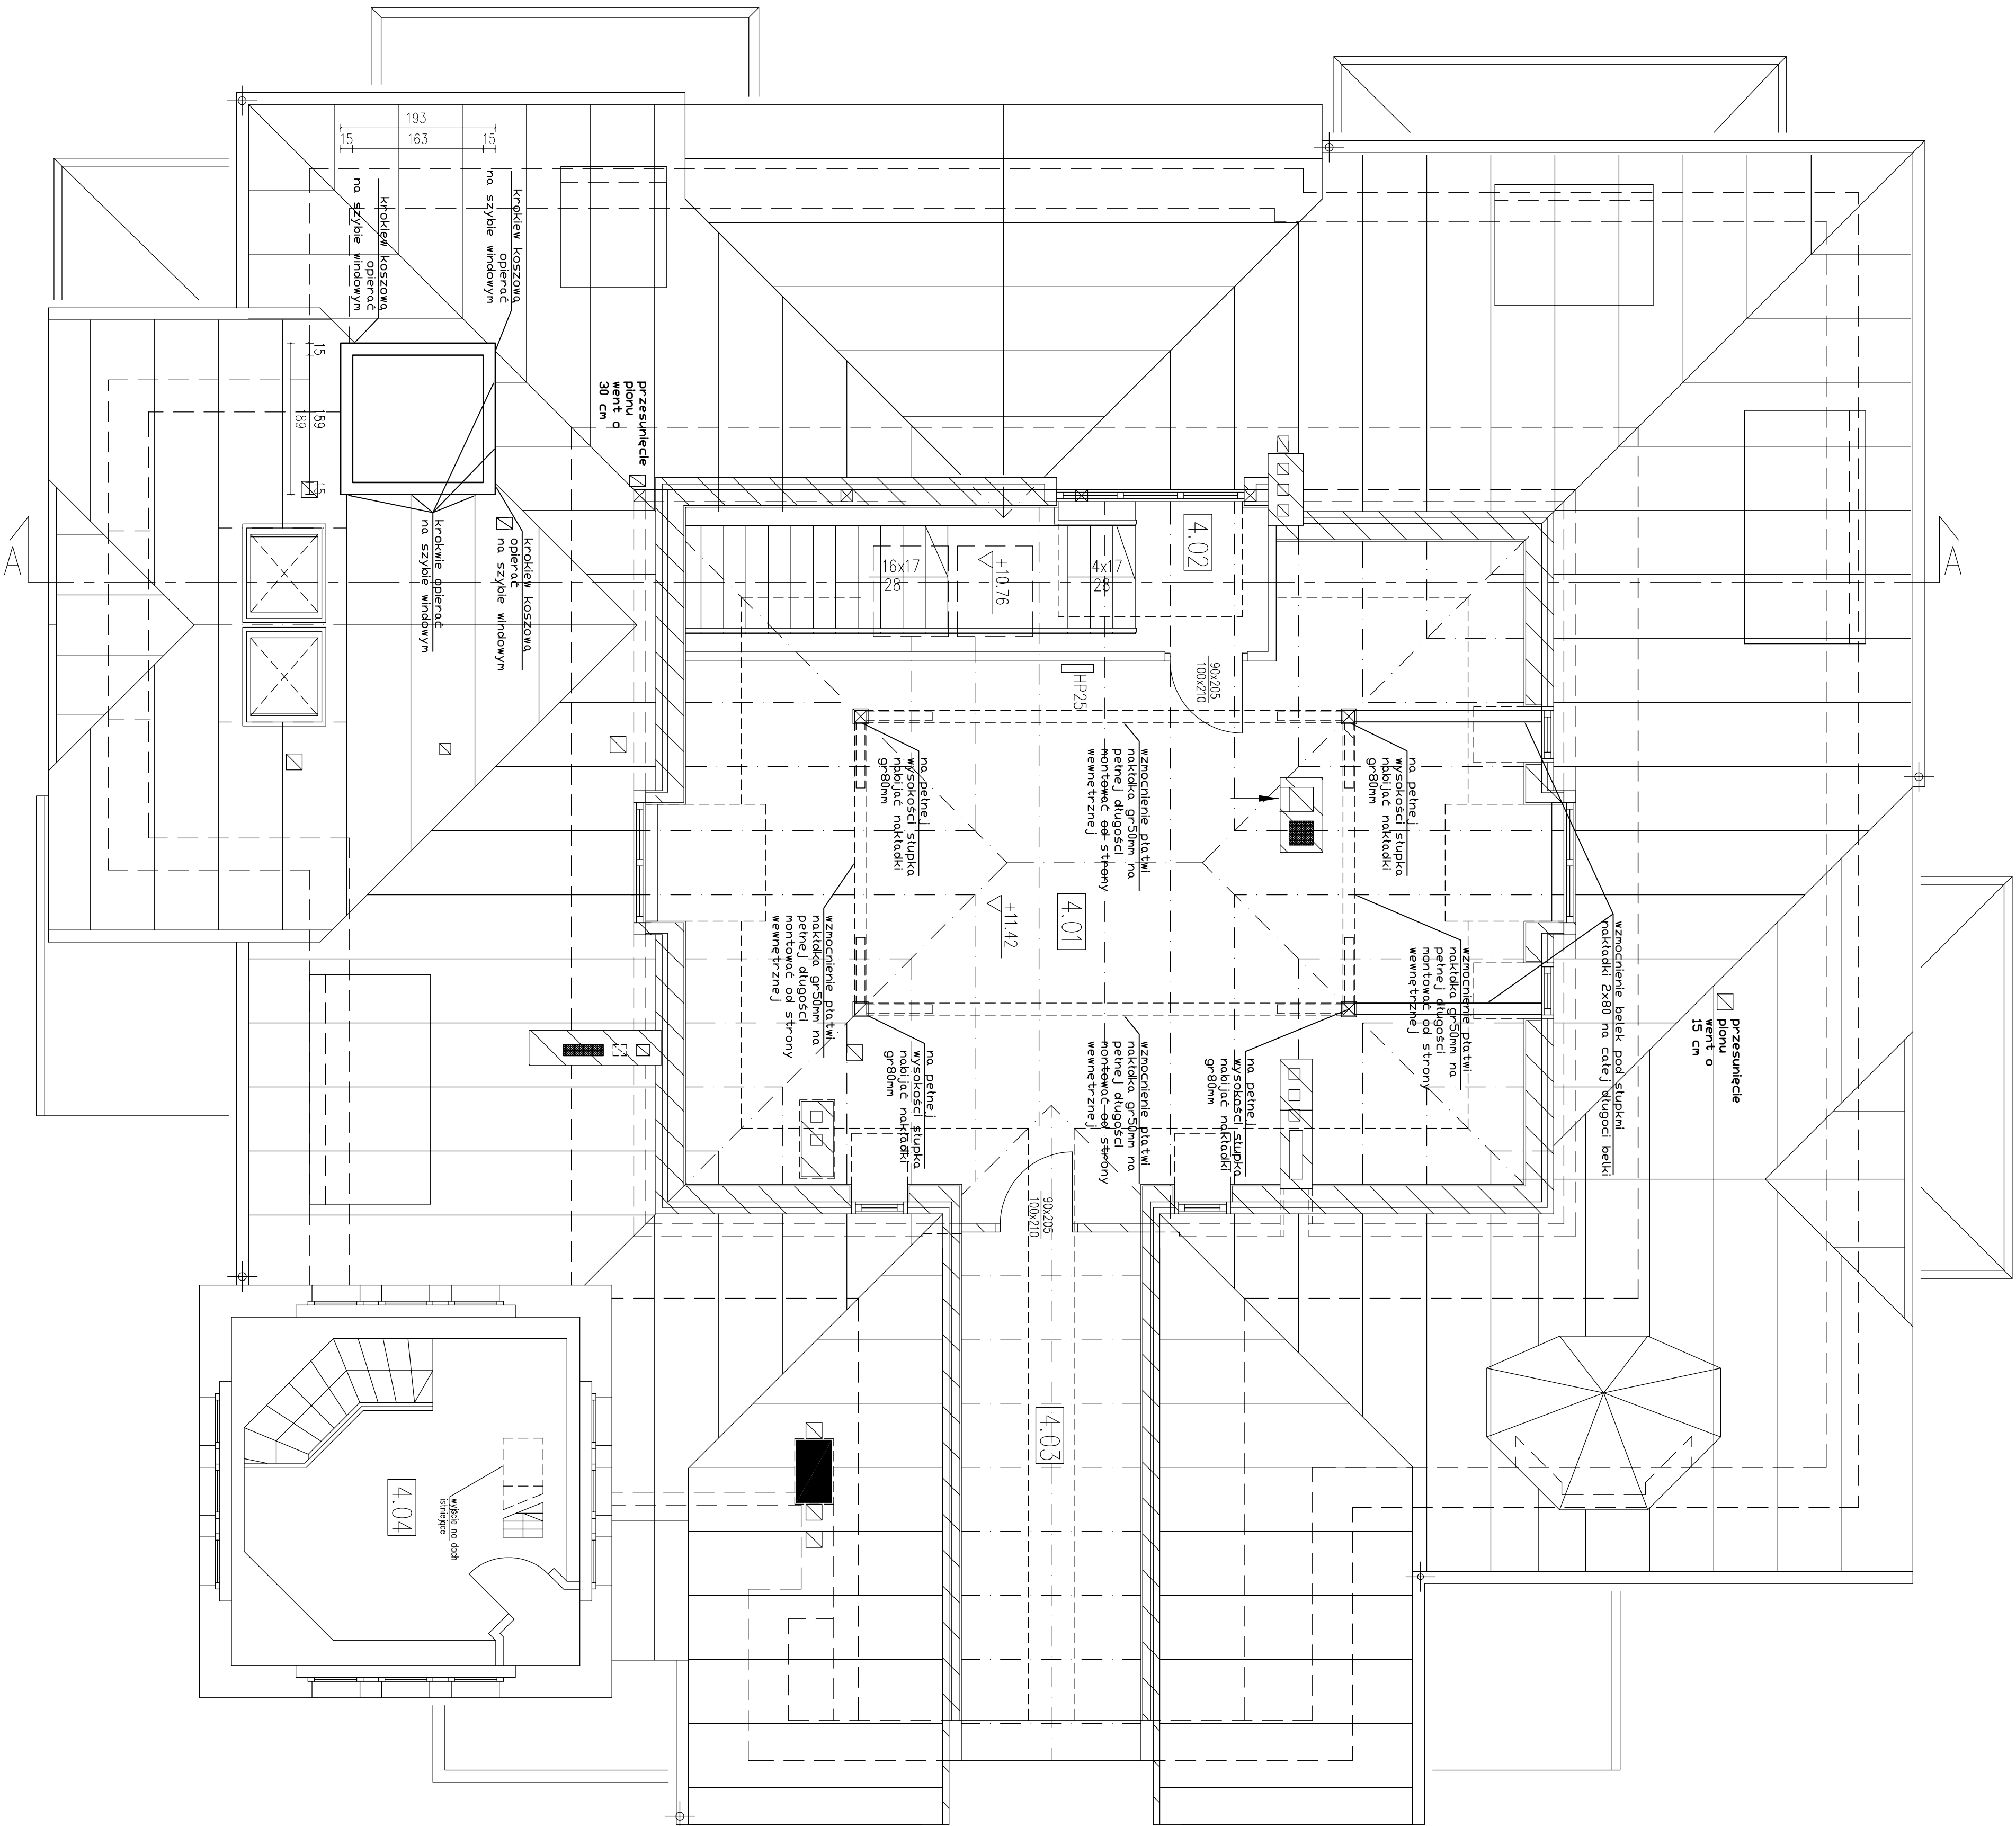 193
15
163
15
krokiew koszowa
opierać
na szybie windowym
krokiew koszowa
opierać
na szybie windowym
15
189
189
15
przesunięcie
pionu
went o
30 cm
krokiew koszowa
opierać
na szybie windowym
krokwie opierać
na szybie windowym
A
A
16x17
28
+10.76
4x17
28
4.02
90x205
100x210
HP25
na pełnej
wysokości słupka
nabijać nakładki
gr80mm
wzmocnienie płatwi
nakłdka gr50mm na
pełnej długości
montować od strony
wewnętrznej
na pełnej
wysokości słupka
nabijać nakładki
gr80mm
4.01
+11.42
wzmocnienie płatwi
nakłdka gr50mm na
pełnej długości
montować od strony
wewnętrznej
wzmocnienie płatwi
nakłdka gr50mm na
pełnej długości
montować od strony
wewnętrznej
wzmocnienie belek pod słupkmi
nakładki 2x80 na całej długoci belki
przesunięcie
pionu
went o
15 cm
na pełnej
wysokości słupka
nabijać nakładki
gr80mm
wzmocnienie płatwi
nakłdka gr50mm na
pełnej długości
montować od strony
wewnętrznej
na pełnej
wysokości słupka
nabijać nakładki
gr80mm
90x205
100x210
4.03
4.04
wyjście na dach
istniejące